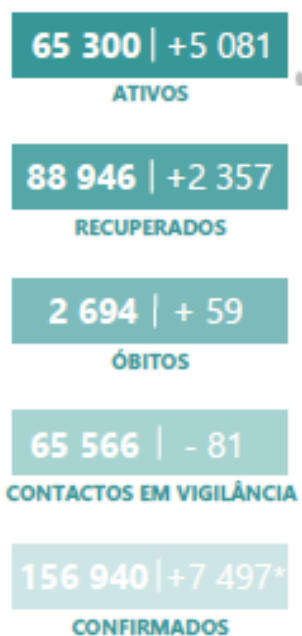 65 300 | +5 081
ATIVOS
88 946 | +2 357
RECUPERADOS
2 694 | + 59
ÓBITOS
65 566 | - 81
CONTACTOS EM VIGILÂNCIA
156 940 | +7 497*
CONFIRMADOS